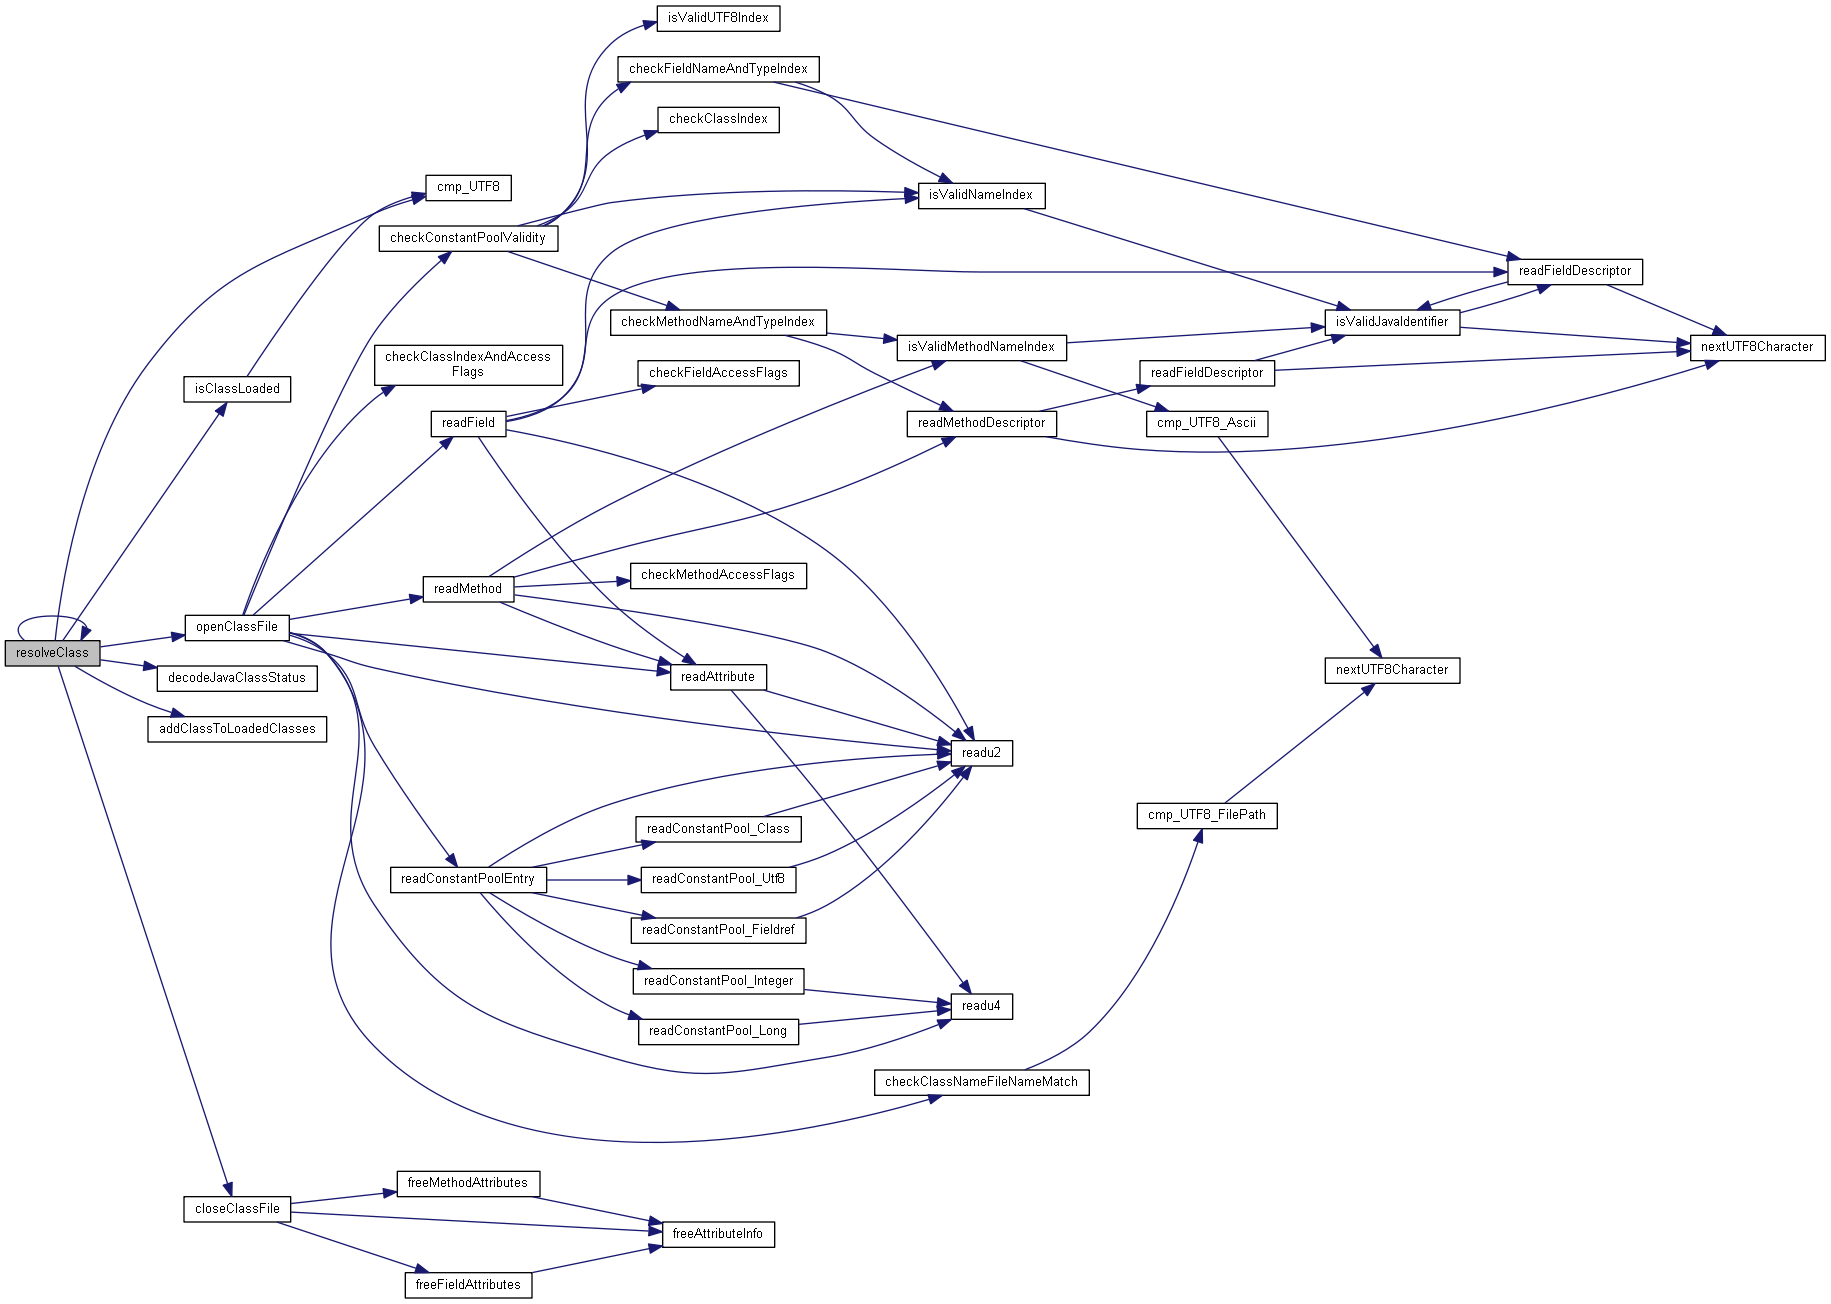 isValidUTF8Index
checkFieldNameAndTypeIndex
checkClassIndex
cmp_UTF8
isValidNameIndex
checkConstantPoolValidity
readFieldDescriptor
checkMethodNameAndTypeIndex
isValidJavaIdentifier
isValidMethodNameIndex
nextUTF8Character
checkClassIndexAndAccess
Flags
checkFieldAccessFlags
readFieldDescriptor
isClassLoaded
readField
readMethodDescriptor
cmp_UTF8_Ascii
checkMethodAccessFlags
readMethod
openClassFile
resolveClass
decodeJavaClassStatus
readAttribute
nextUTF8Character
addClassToLoadedClasses
readu2
cmp_UTF8_FilePath
readConstantPool_Class
readConstantPoolEntry
readConstantPool_Utf8
readConstantPool_Fieldref
readConstantPool_Integer
readu4
readConstantPool_Long
checkClassNameFileNameMatch
freeMethodAttributes
closeClassFile
freeAttributeInfo
freeFieldAttributes